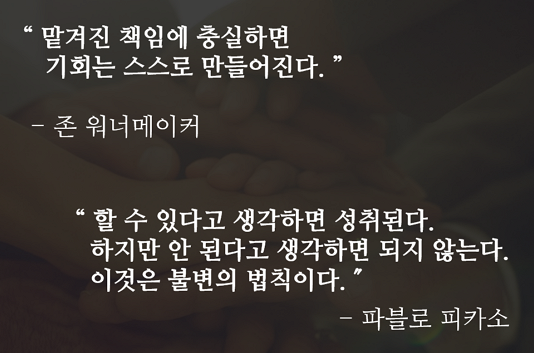 “ 맡겨진 책임에 충실하면
기회는 스스로 만들어진다. ”
– 존 워너메이커
“ 할 수 있다고 생각하면 성취된다.
하지만 안 된다고 생각하면 되지 않는다.
이것은 불변의 법칙이다. ”
– 파블로 피카소